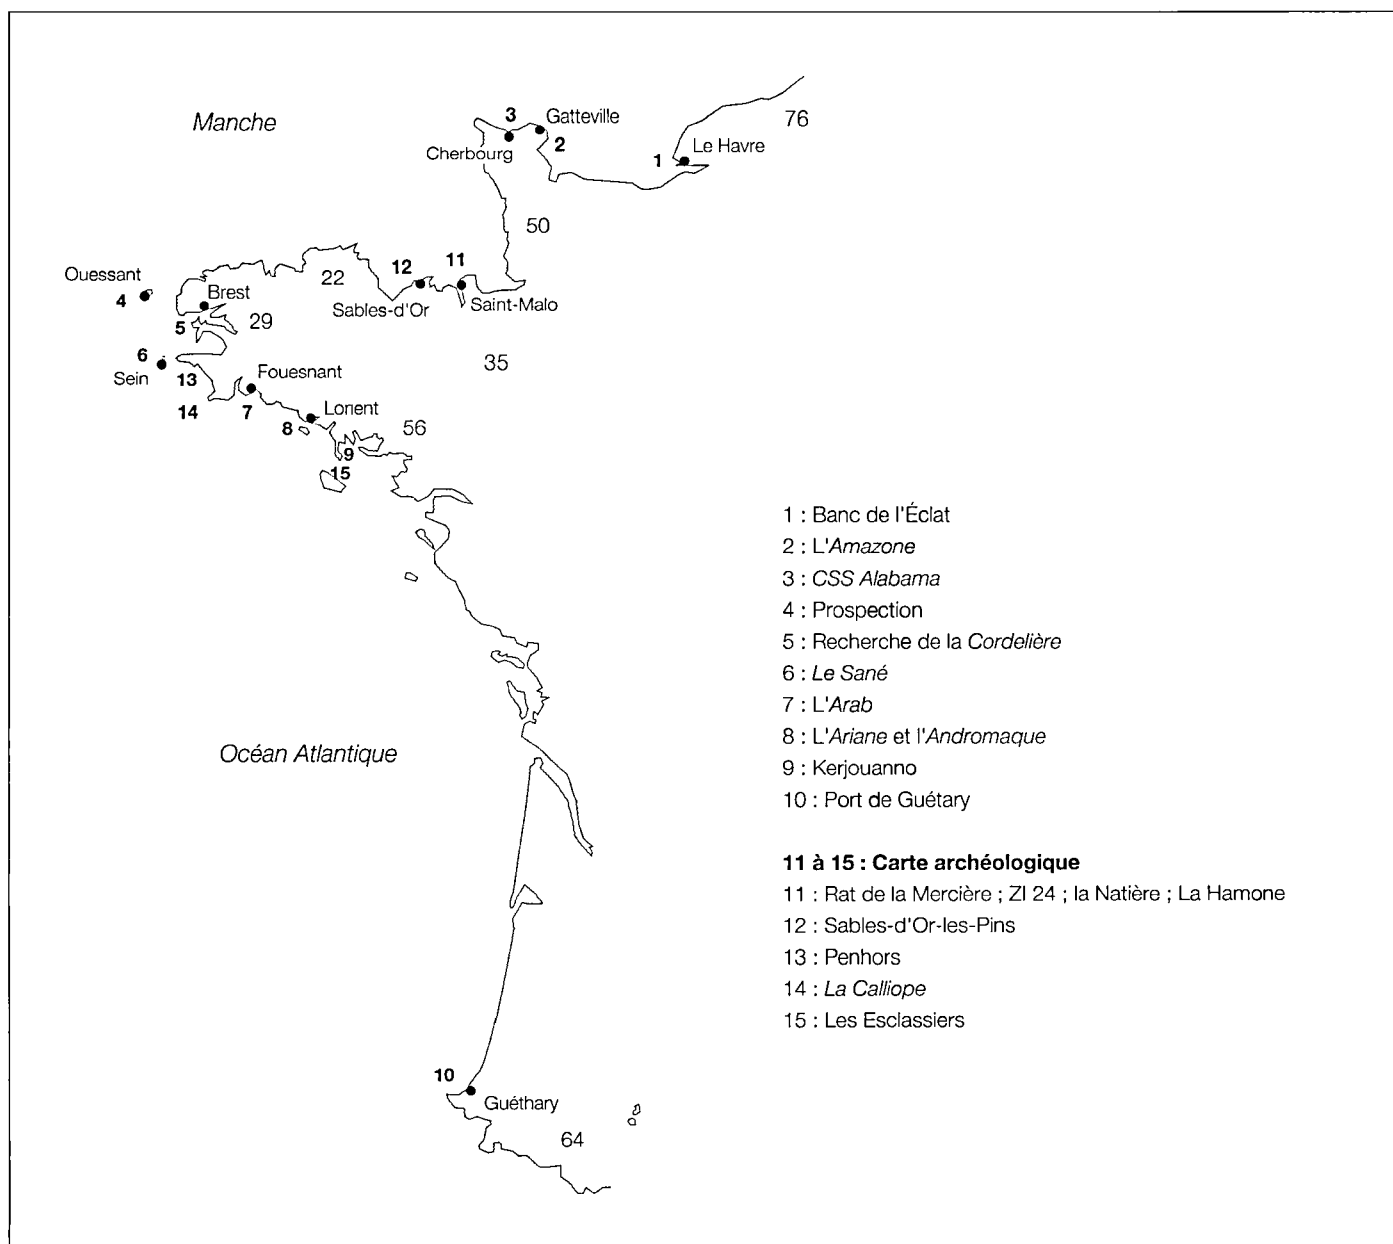 Manche
76
3
Gatteville
Cherbourg
2
1
Le Havre
50
Ouessant
4
22
12
11
Brest
Sables-d'Or
Saint-Malo
5
29
6
Sein
13
35
Fouesnant
14
7
Lorient
8
56
9
15
Océan Atlantique
10
Guéthary
64
1 : Banc de l'Éclat
2 : L'Amazone
3 : CSS Alabama
4 : Prospection
5 : Recherche de la Cordelière
6 : Le Sané
7 : L'Arab
8 : L'Ariane et l'Andromaque
9 : Kerjouanno
10 : Port de Guétary
11 à 15 : Carte archéologique
11 : Rat de la Mercière ; ZI 24 ; la Natière ; La Hamone
12 : Sables-d'Or-les-Pins
13 : Penhors
14 : La Calliope
15 : Les Esclassiers